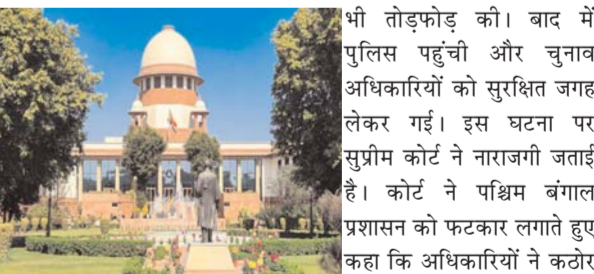 भी तोड़फोड़ की। बाद में
पुलिस पहुंची और चुनाव
अधिकारियों को सुरक्षित जगह
लेकर गई। इस घटना पर
सुप्रीम कोर्ट ने नाराजगी जताई
है। कोर्ट ने पश्चिम बंगाल
प्रशासन को फटकार लगाते हुए
कहा कि अधिकारियों ने कठोर